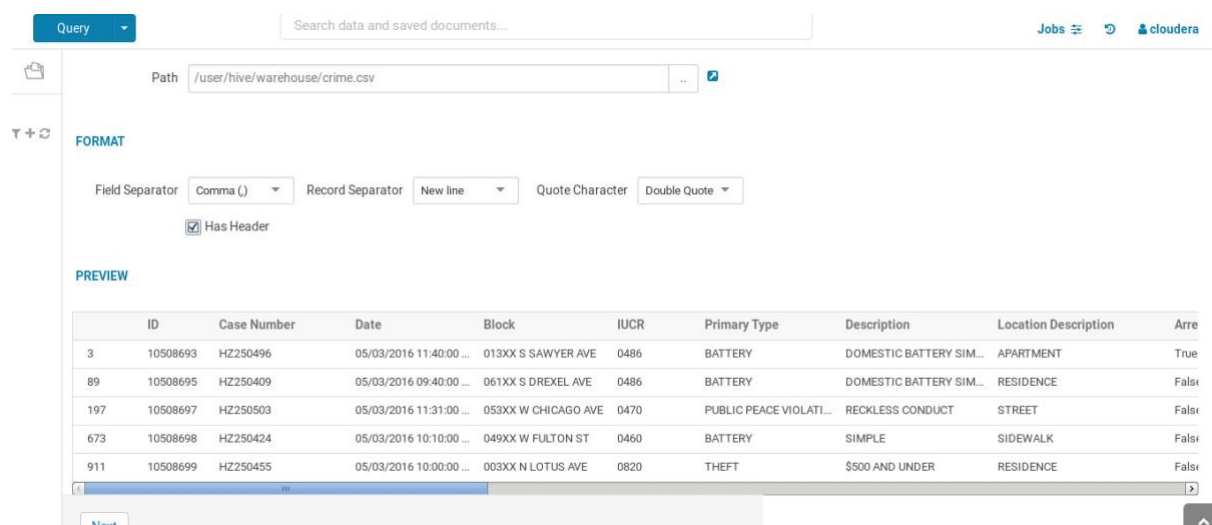 Query
Search data and saved documents...
Jobs
cloudera
Path /user/hive/warehouse/crime.csv ..
FORMAT
Field Separator Comma (,) Record Separator New line Quote Character Double Quote
Has Header
PREVIEW
ID Case Number Date Block IUCR Primary Type Description Location Description Arre
3 10508693 HZ250496 05/03/2016 11:40:00 ... 013XX S SAWYER AVE 0486 BATTERY DOMESTIC BATTERY SIM... APARTMENT True
89 10508695 HZ250409 05/03/2016 09:40:00 ... 061XX S DREXEL AVE 0486 BATTERY DOMESTIC BATTERY SIM... RESIDENCE False
197 10508697 HZ250503 05/03/2016 11:31:00 ... 053XX W CHICAGO AVE 0470 PUBLIC PEACE VIOLATI... RECKLESS CONDUCT STREET False
673 10508698 HZ250424 05/03/2016 10:10:00 ... 049XX W FULTON ST 0460 BATTERY SIMPLE SIDEWALK False
911 10508699 HZ250455 05/03/2016 10:00:00 ... 003XX N LOTUS AVE 0820 THEFT $500 AND UNDER RESIDENCE False
Next